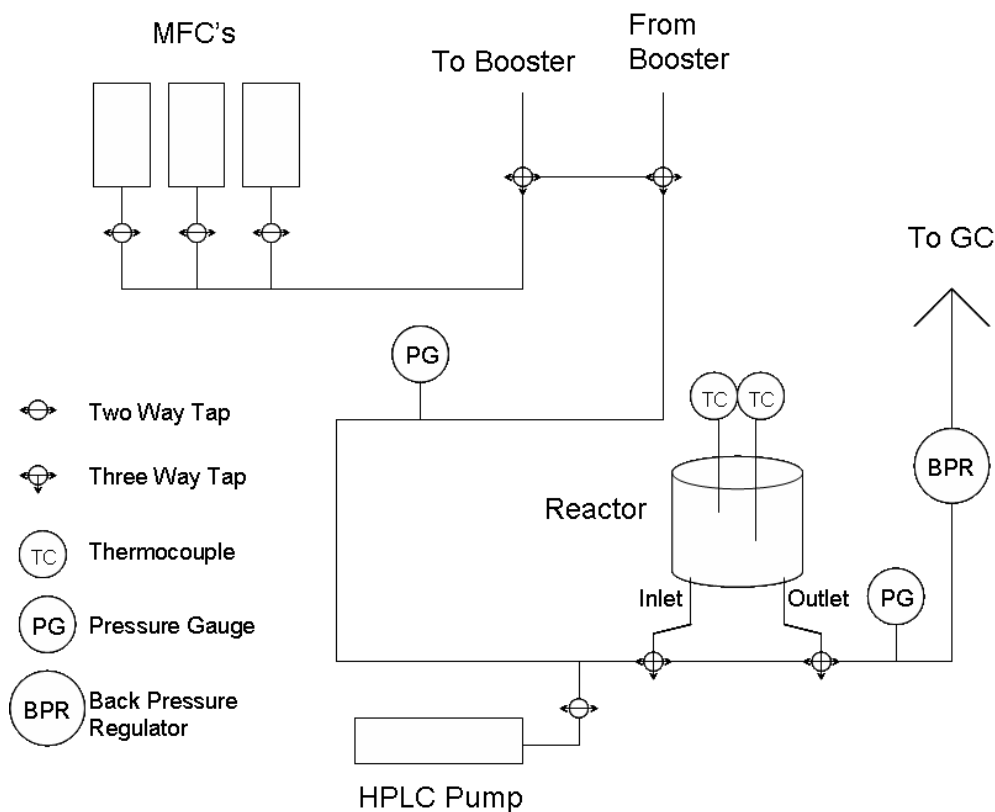 MFC's
To Booster
From
Booster
To GC
PG
TC
TC
BPR
Reactor
Inlet
Outlet
PG
HPLC Pump
Two Way Tap
Three Way Tap
TC
Thermocouple
PG
Pressure Gauge
BPR
Back Pressure
Regulator